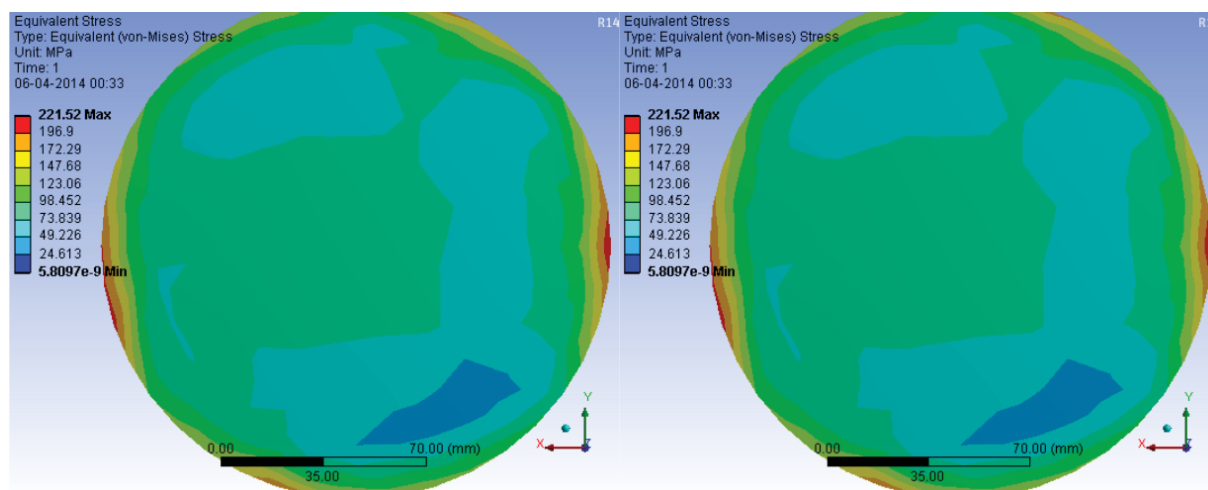 Equivalent Stress
Type: Equivalent (von-Mises) Stress
Unit: MPa
Time: 1
06-04-2014 00:33
R14
221.52 Max
196.9
172.29
147.68
123.06
98.452
73.839
49.226
24.613
5.8097e-9 Min
Y
X
Z
0.00
70.00 (mm)
35.00
Equivalent Stress
Type: Equivalent (von-Mises) Stress
Unit: MPa
Time: 1
06-04-2014 00:33
221.52 Max
196.9
172.29
147.68
123.06
98.452
73.839
49.226
24.613
5.8097e-9 Min
Y
X
Z
0.00
70.00 (mm)
35.00